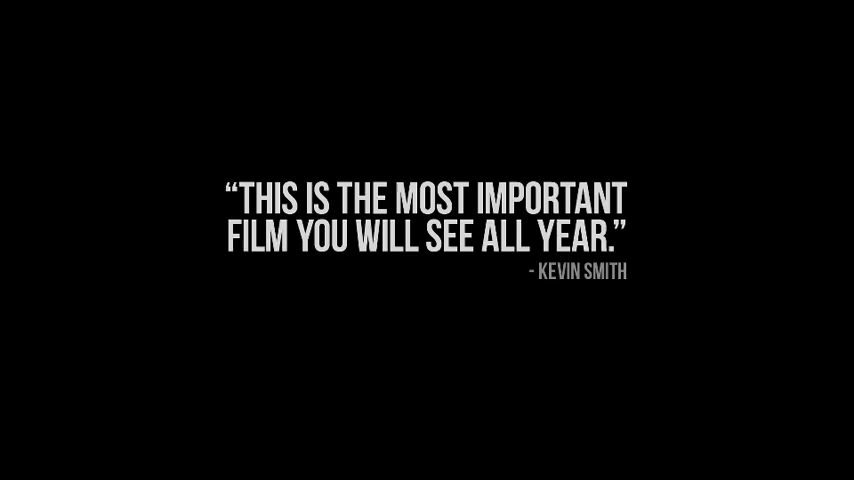 “THIS IS THE MOST IMPORTANT
FILM YOU WILL SEE ALL YEAR.”
- KEVIN SMITH